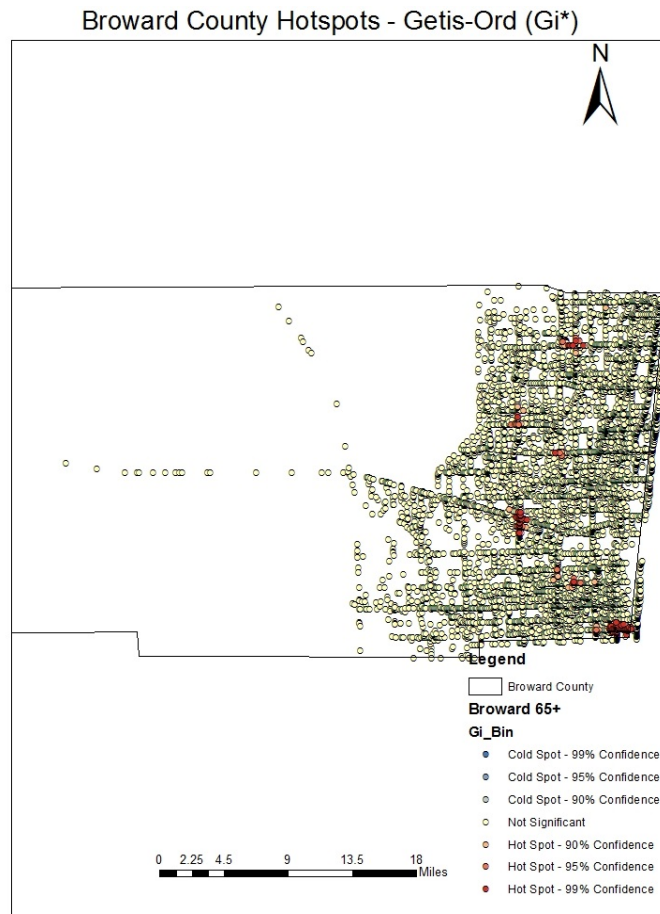 Broward County Hotspots - Getis-Ord (Gi*)
N
Legend
Broward County
Broward 65+
Gi_Bin
Cold Spot - 99% Confidence
Cold Spot - 95% Confidence
Cold Spot - 90% Confidence
Not Significant
Hot Spot - 90% Confidence
Hot Spot - 95% Confidence
Hot Spot - 99% Confidence
0 2.25 4.5 9 13.5 18
Miles